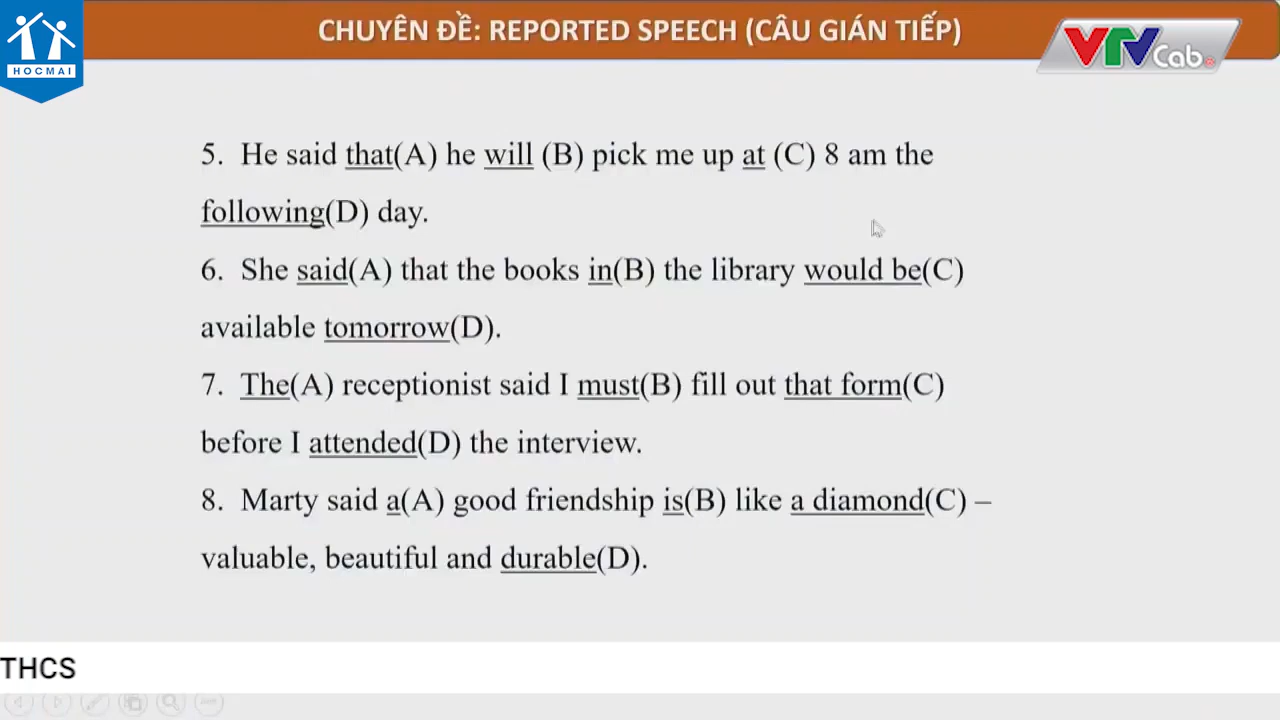 CHUYÊN ĐỀ: REPORTED SPEECH (CÂU GIÁN TIẾP)
HOCMAI
VTV Cab
5. He said that(A) he will (B) pick me up at (C) 8 am the
following(D) day.
6. She said(A) that the books in(B) the library would be(C)
available tomorrow(D).
7. The(A) receptionist said I must(B) fill out that form(C)
before I attended(D) the interview.
8. Marty said a(A) good friendship is(B) like a diamond(C) –
valuable, beautiful and durable(D).
THCS